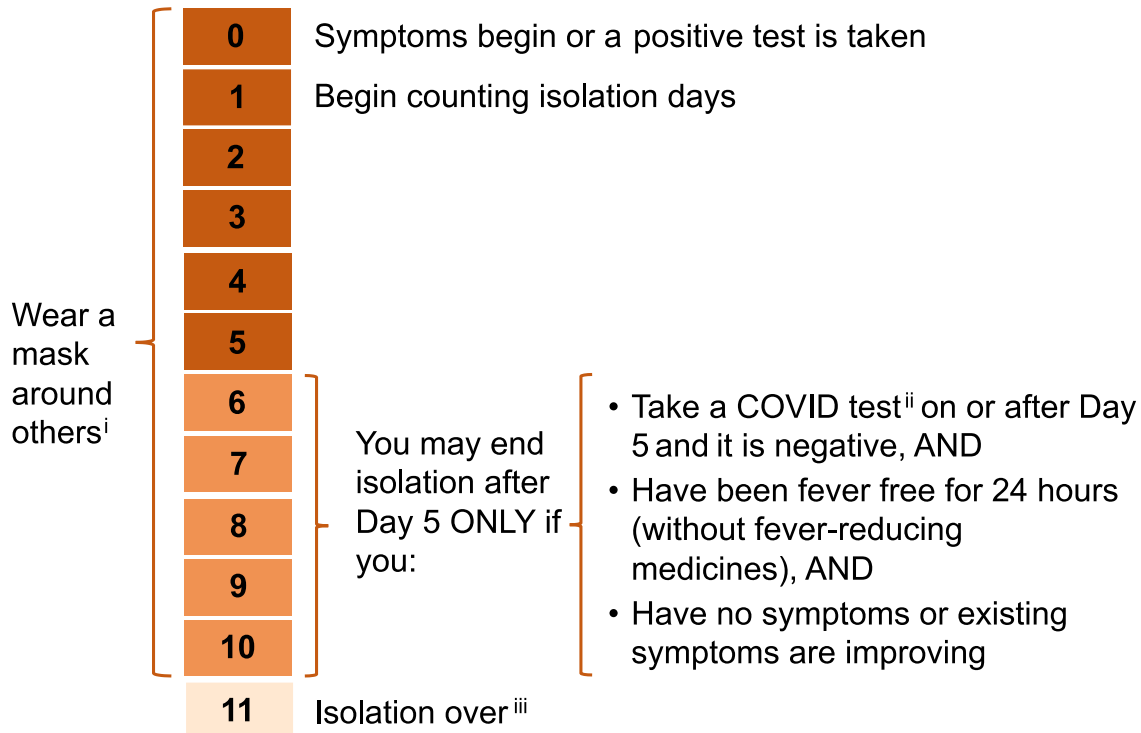 0 Symptoms begin or a positive test is taken
1 Begin counting isolation days
2
3
4
5
6
7
8
9
10
11 Isolation over iii
Wear a
mask
around
others i
You may end
isolation after
Day 5 ONLY if
you:
• Take a COVID test ii on or after Day
5 and it is negative, AND
• Have been fever free for 24 hours
(without fever-reducing
medicines), AND
• Have no symptoms or existing
symptoms are improving